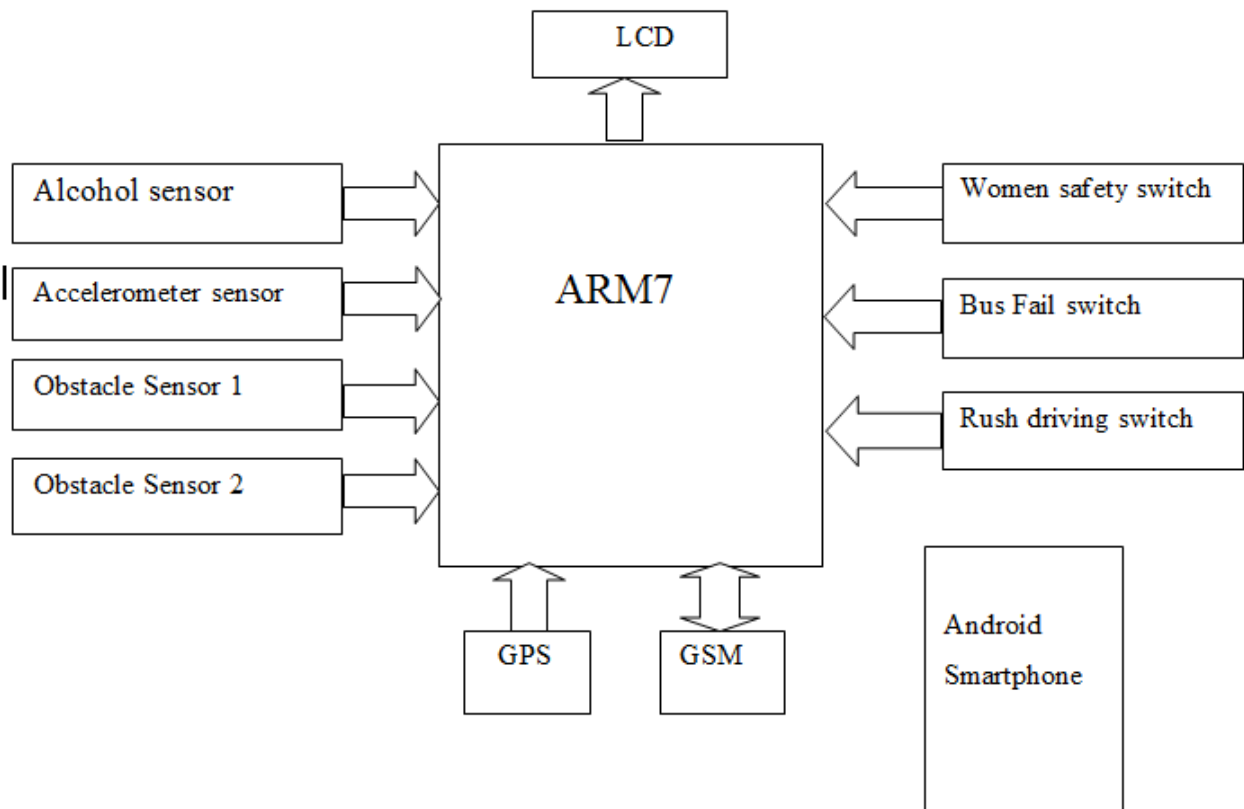 LCD
Alcohol sensor
Accelerometer sensor
Obstacle Sensor 1
Obstacle Sensor 2
ARM7
Women safety switch
Bus Fail switch
Rush driving switch
GPS
GSM
Android
Smartphone